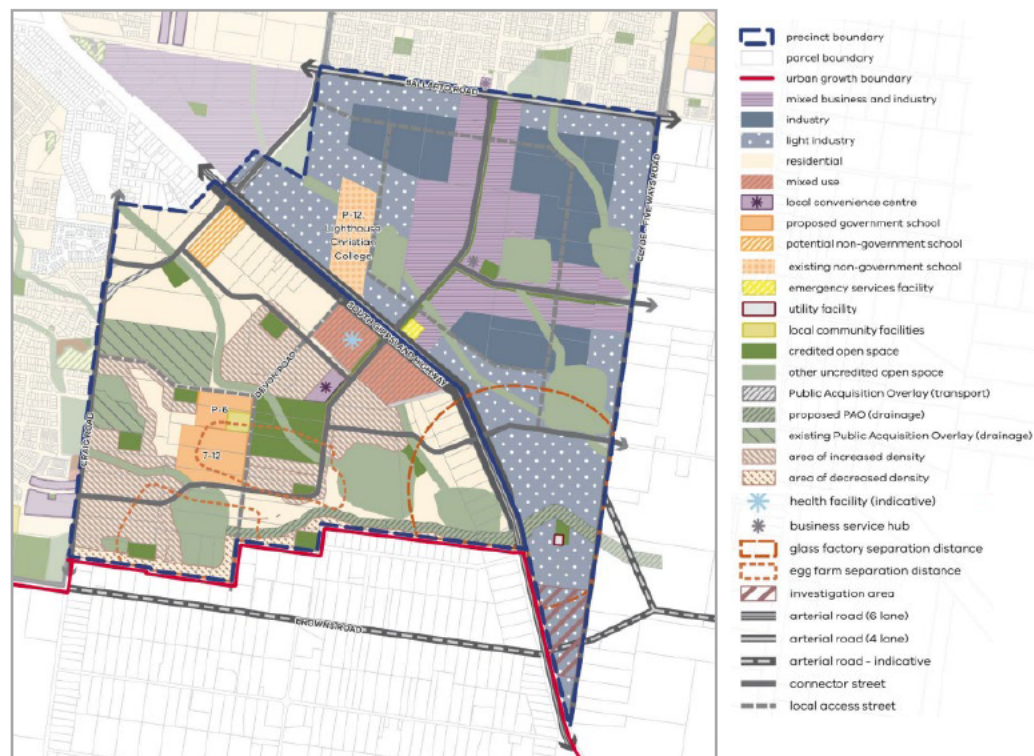 BALLARTO ROAD
CLYDE - FIVE WAYS ROAD
P-12
Lighthouse
Christian
College
SOUTH GIPPSLAND HIGHWAY
DEVON ROAD
P-6
7-12
CRAIG ROAD
BROWNS ROAD
precinct boundary
parcel boundary
urban growth boundary
mixed business and industry
industry
light industry
residential
mixed use
local convenience centre
proposed government school
potential non-government school
existing non-government school
emergency services facility
utility facility
local community facilities
credited open space
other uncredited open space
Public Acquisition Overlay (transport)
proposed PAO (drainage)
existing Public Acquisition Overlay (drainage)
area of increased density
area of decreased density
health facility (indicative)
business service hub
glass factory separation distance
egg farm separation distance
investigation area
arterial road (6 lane)
arterial road (4 lane)
arterial road - indicative
connector street
local access street